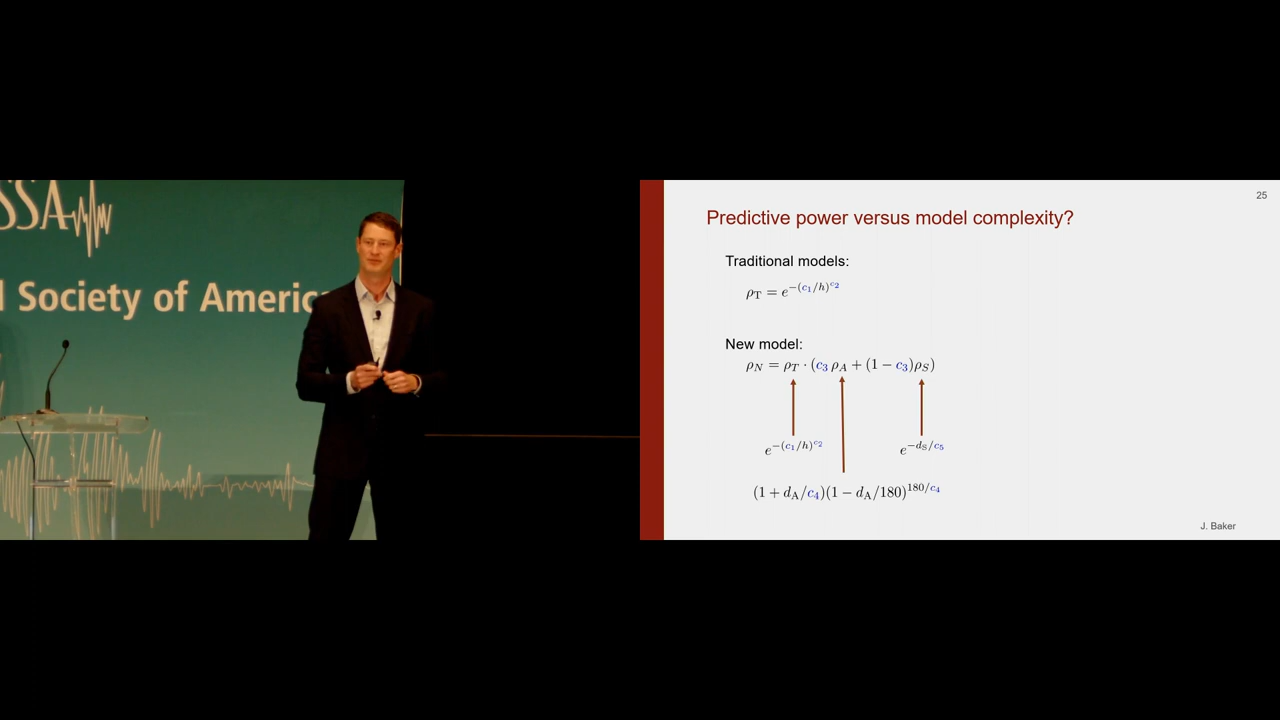 SSA
l Society of Americ
25
Predictive power versus model complexity?
Traditional models:
ρ_T = e^{-(c_1/h)^{c_2}}
New model:
ρ_N = ρ_T · (c_3 ρ_A + (1 − c_3)ρ_S)
e^{-(c_1/h)^{c_2}}
e^{-d_S/c_5}
(1 + d_A/c_4)(1 − d_A/180)^{180/c_4}
J. Baker